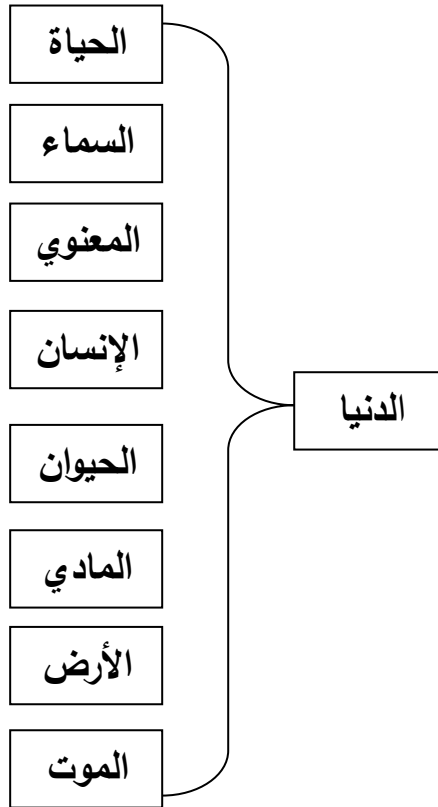 الحياة
السماء
المعنوي
الإنسان
الدنيا
الحيوان
المادي
الأرض
الموت